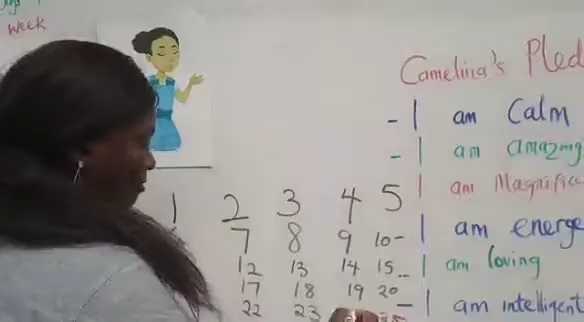 Week
Camelina's Pled
- I am Calm
- I am amazing
I am Magnifice
1 2 3 4 5
I am energe
7 8 9 10-
I am loving
12 13 14 15-
17 18 19 20
- I am intelligent
22 23